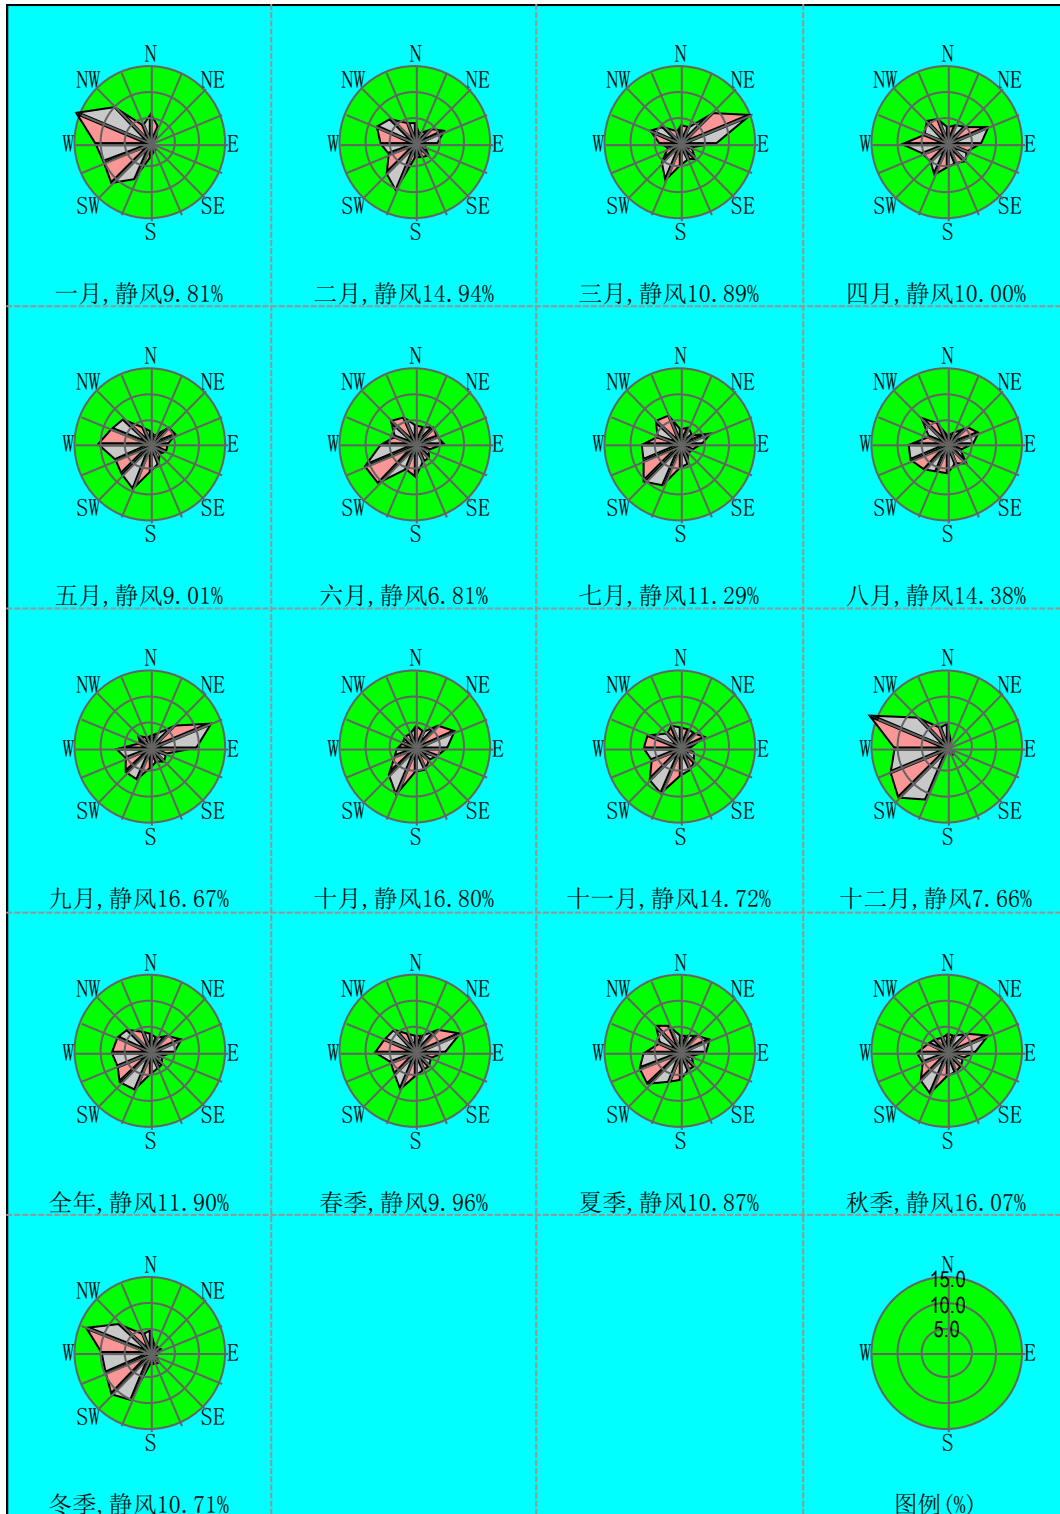 N
NW NE
W E
SW SE
S
一月,静风9.81%
N
NW NE
W E
SW SE
S
二月,静风14.94%
N
NW NE
W E
SW SE
S
三月,静风10.89%
N
NW NE
W E
SW SE
S
四月,静风10.00%
N
NW NE
W E
SW SE
S
五月,静风9.01%
N
NW NE
W E
SW SE
S
六月,静风6.81%
N
NW NE
W E
SW SE
S
七月,静风11.29%
N
NW NE
W E
SW SE
S
八月,静风14.38%
N
NW NE
W E
SW SE
S
九月,静风16.67%
N
NW NE
W E
SW SE
S
十月,静风16.80%
N
NW NE
W E
SW SE
S
十一月,静风14.72%
N
NW NE
W E
SW SE
S
十二月,静风7.66%
N
NW NE
W E
SW SE
S
全年,静风11.90%
N
NW NE
W E
SW SE
S
春季,静风9.96%
N
NW NE
W E
SW SE
S
夏季,静风10.87%
N
NW NE
W E
SW SE
S
秋季,静风16.07%
N
NW NE
W E
SW SE
S
冬季,静风10.71%
N
15.0
10.0
5.0
W E
S
图例(%)